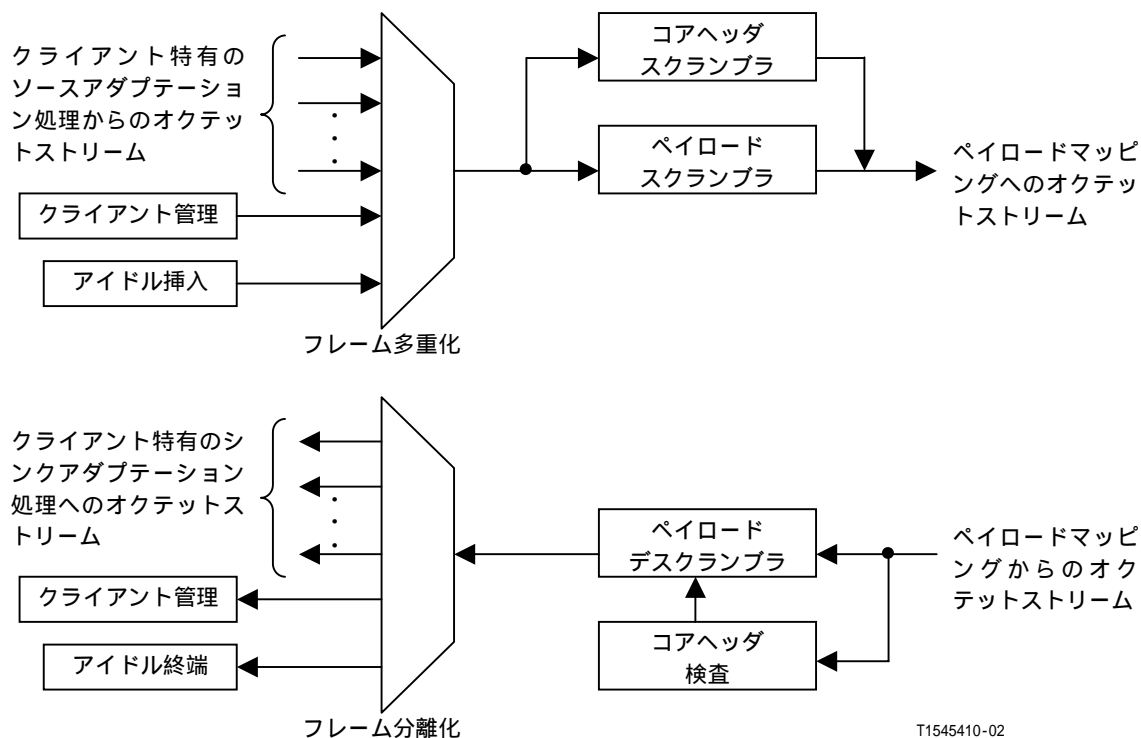 クライアント特有の
ソースアダプテーショ
ン処理からのオクテッ
トストリーム
クライアント管理
アイドル挿入
フレーム多重化
コアヘッダ
スクランブラ
ペイロード
スクランブラ
ペイロードマッピ
ングへのオクテッ
トストリーム
クライアント特有のシ
ンクアダプテーション
処理へのオクテットス
トリーム
クライアント管理
アイドル終端
フレーム分離化
ペイロード
デスクランブラ
コアヘッダ
検査
ペイロードマッピ
ングからのオク
テットストリーム
T1545410-02